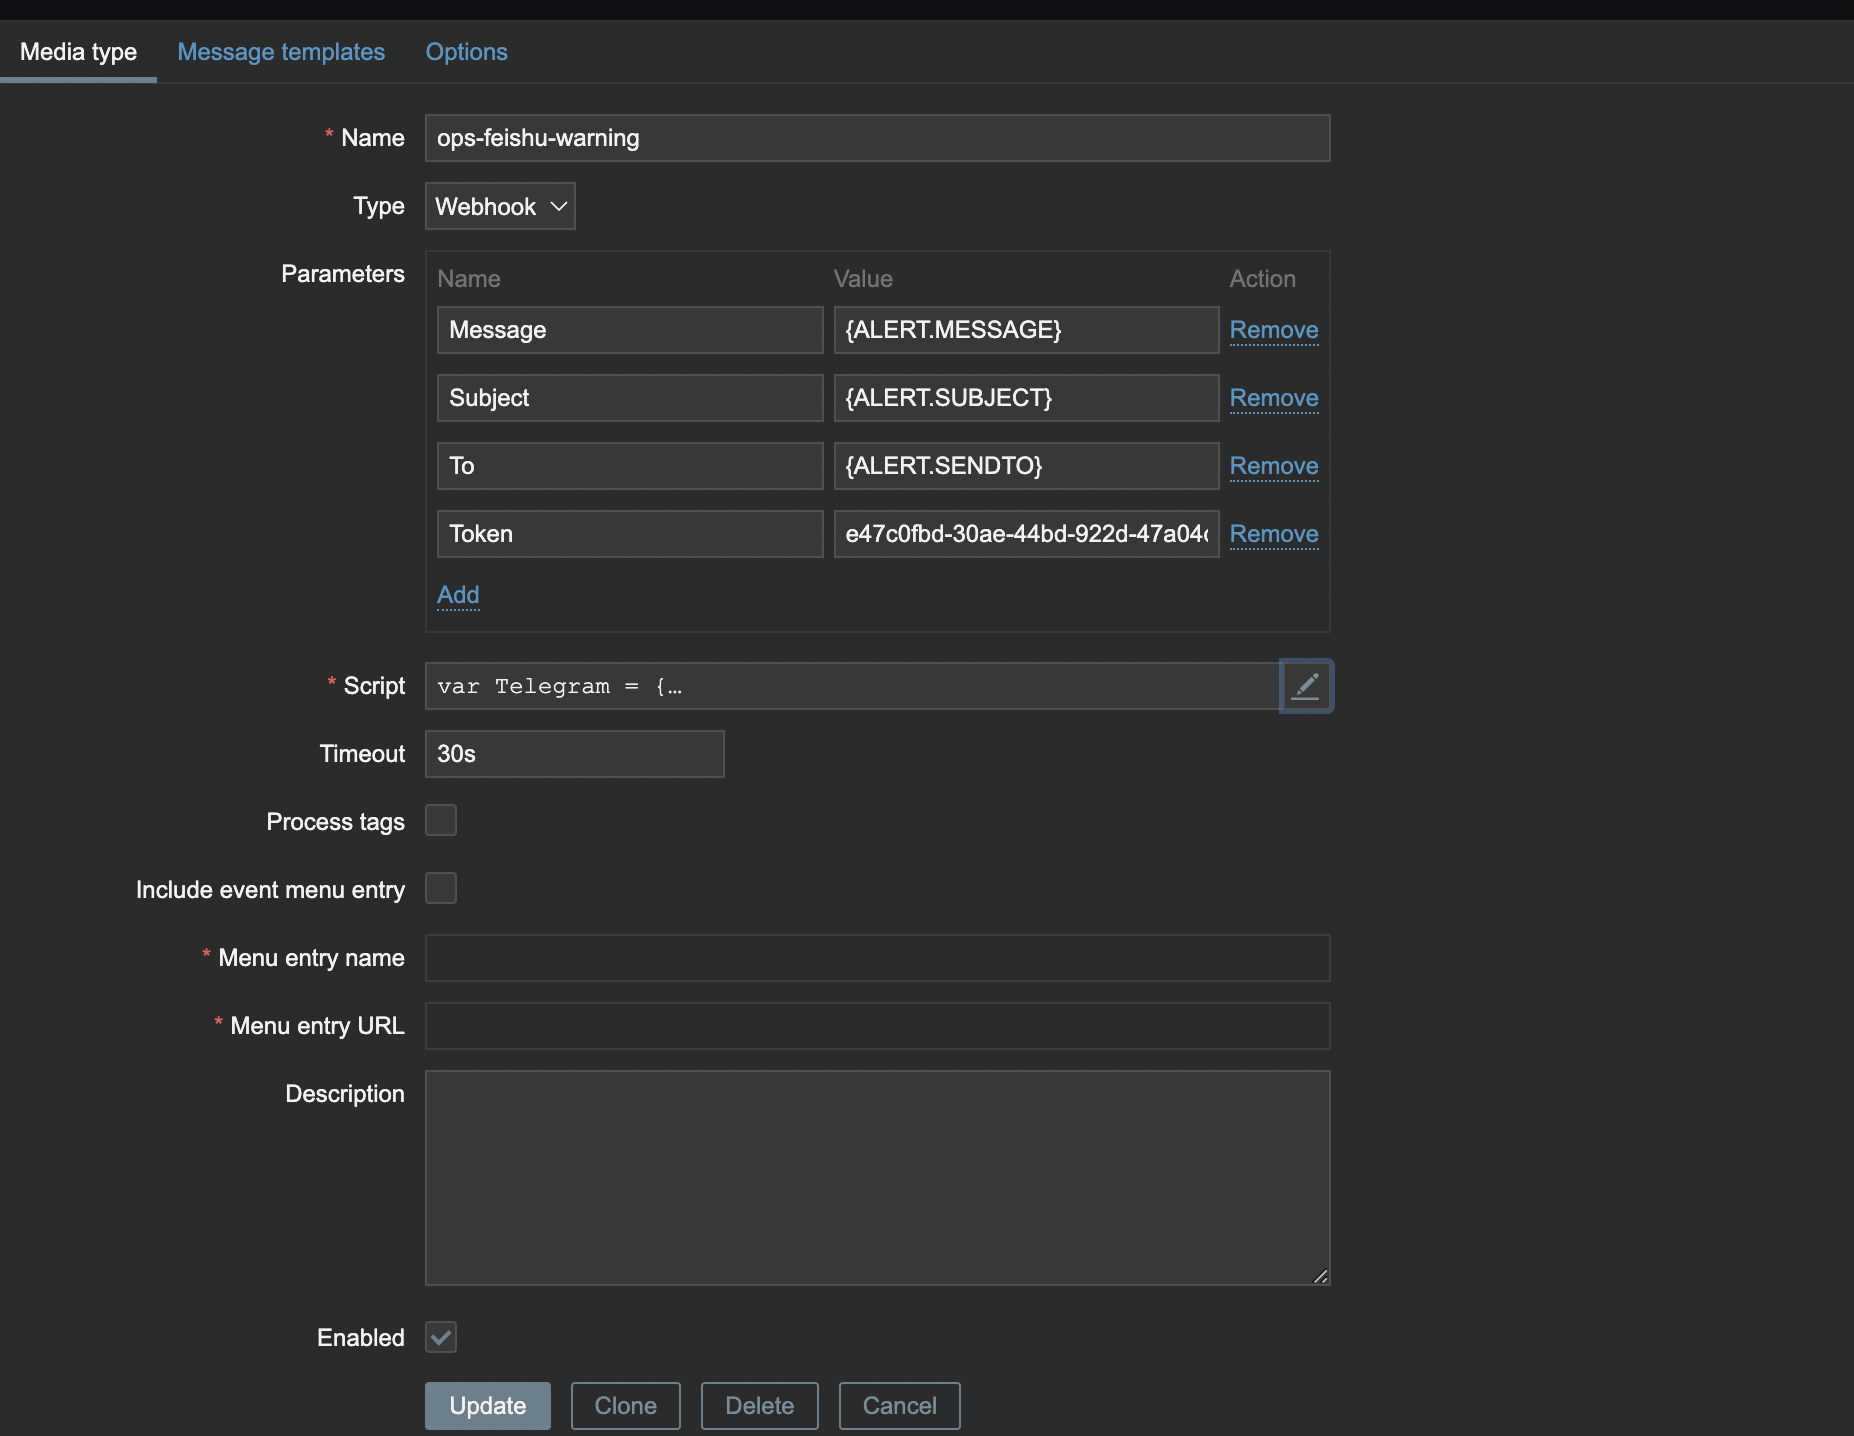 Media type Message templates Options
* Name ops-feishu-warning
Type Webhook
Parameters Name Value Action
Message {ALERT.MESSAGE} Remove
Subject {ALERT.SUBJECT} Remove
To {ALERT.SENDTO} Remove
Token e47c0fbd-30ae-44bd-922d-47a04 Remove
Add
* Script var Telegram = {…
Timeout 30s
Process tags
Include event menu entry
* Menu entry name
* Menu entry URL
Description
Enabled
Update Clone Delete Cancel